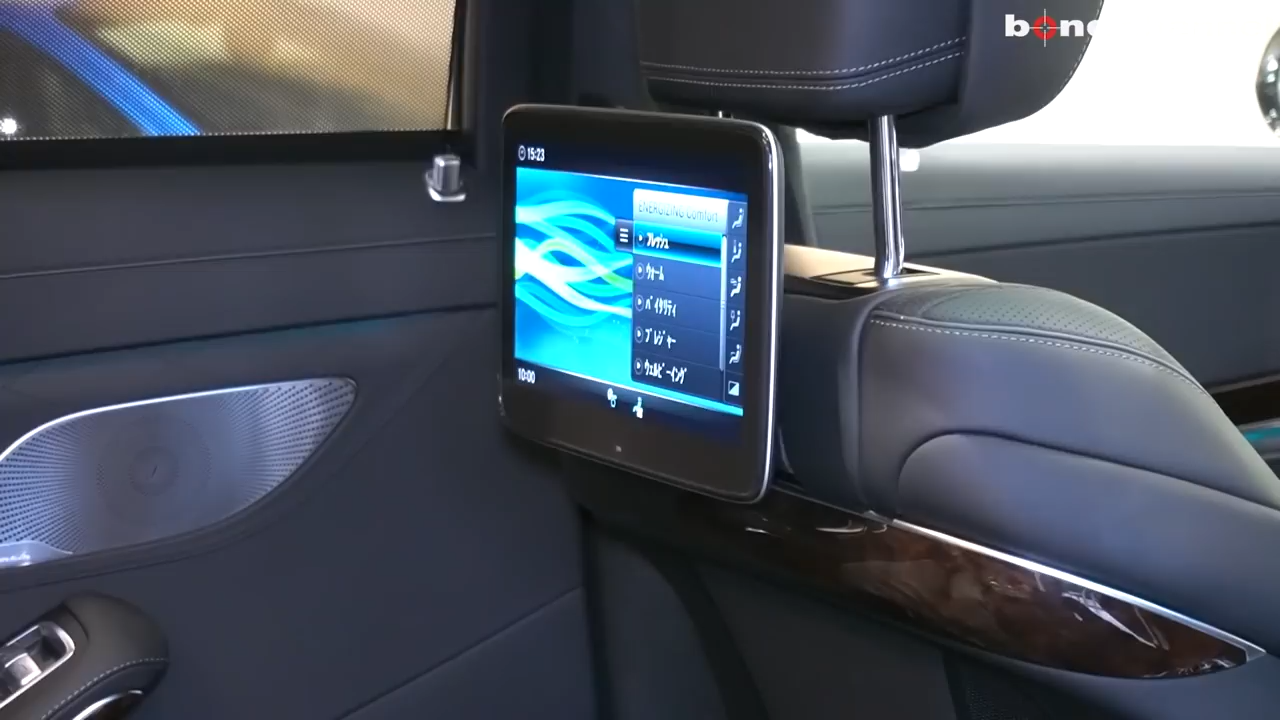 bone
15:23
ENERGIZING Comfort
フレッシュ
ウォーム
バイタリティ
プレジャー
ウェルビーイング
10:00